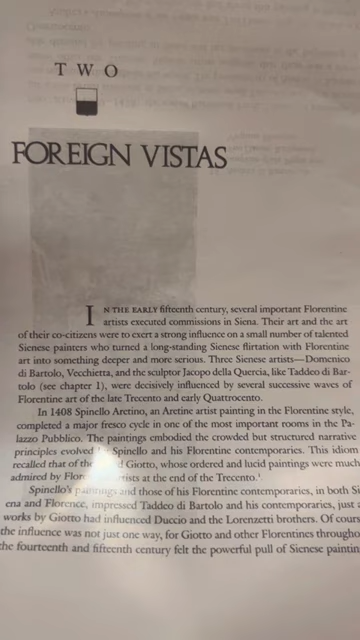 TWO
FOREIGN VISTAS
IN THE EARLY fifteenth century, several important Florentine
artists executed commissions in Siena. Their art and the art
of their co-citizens were to exert a strong influence on a small number of talented
Sienese painters who turned a long-standing Sienese flirtation with Florentine
art into something deeper and more serious. Three Sienese artists—Domenico
di Bartolo, Vecchietta, and the sculptor Jacopo della Quercia, like Taddeo di Bar-
tolo (see chapter 1), were decisively influenced by several successive waves of
Florentine art of the late Trecento and early Quattrocento.
In 1408 Spinello Aretino, an Aretine artist painting in the Florentine style,
completed a major fresco cycle in one of the most important rooms in the Pa-
lazzo Pubblico. The paintings embodied the crowded but structured narrative
principles evolved Spinello and his Florentine contemporaries. This idiom
recalled that of Giotto, whose ordered and lucid paintings were much
admired by at the end of the Trecento.1
Spinello's paintings and those of his Florentine contemporaries, in both Si
ena and Florence, impressed Taddeo di Bartolo and his contemporaries, just
works by Giotto had influenced Duccio and the Lorenzetti brothers. Of cours
the influence was not just one way, for Giotto and other Florentines througho
the fourteenth and fifteenth century felt the powerful pull of Sienese paintin